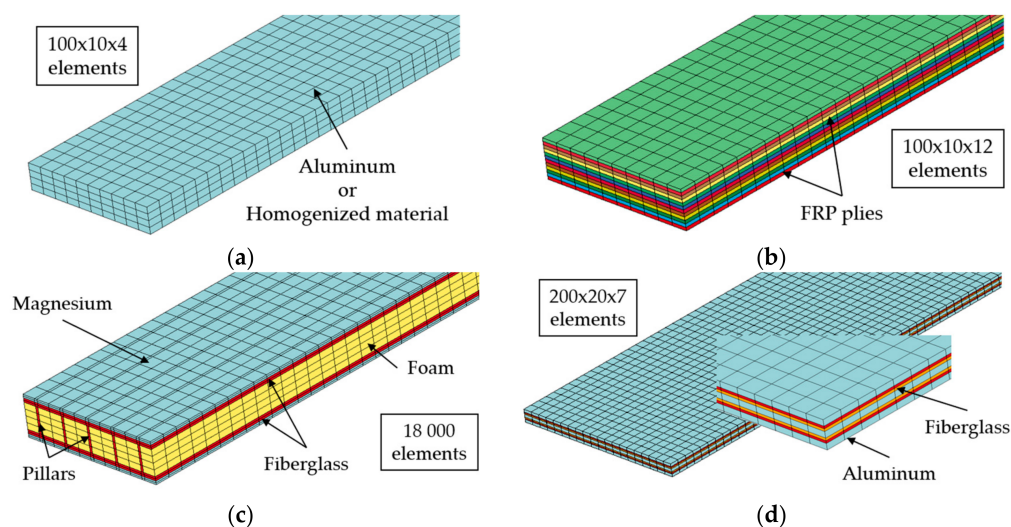 100x10x4
elements
Aluminum
or
Homogenized material
(a)
100x10x12
elements
FRP plies
(b)
Magnesium
Foam
18 000
elements
Pillars
Fiberglass
(c)
200x20x7
elements
Fiberglass
Aluminum
(d)